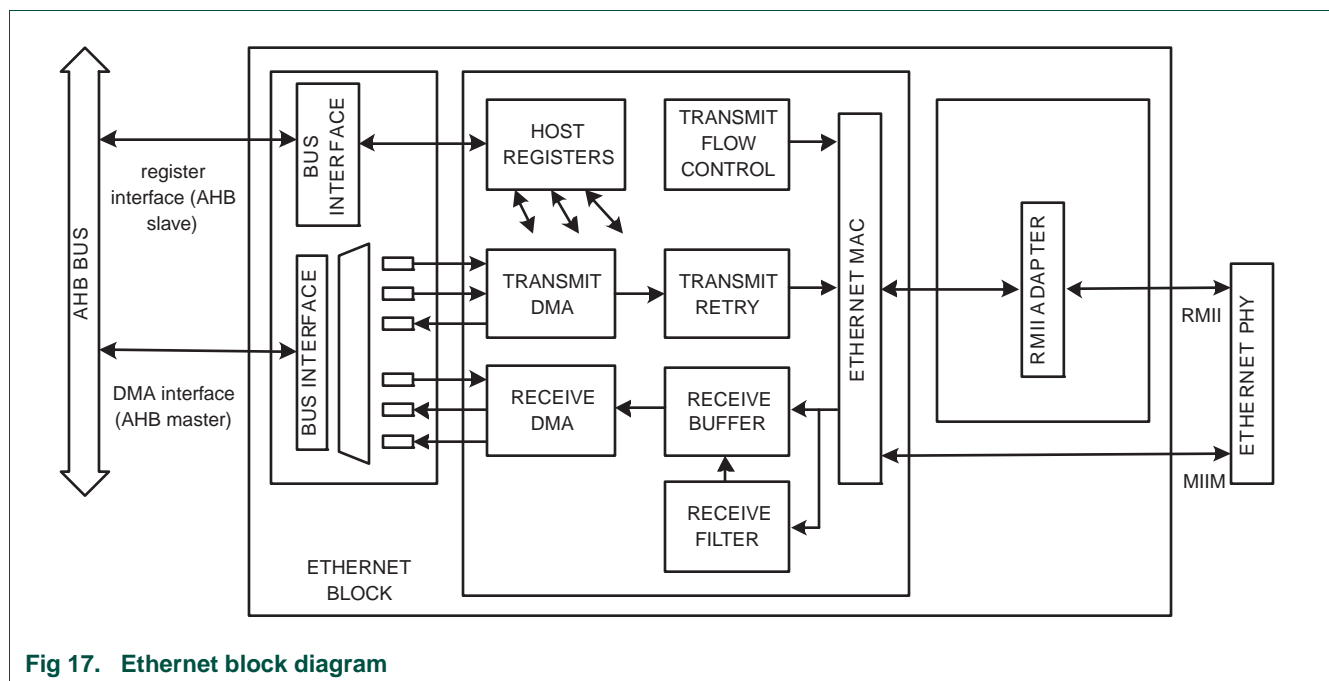 AHB BUS
register
interface (AHB
slave)
DMA interface
(AHB master)
BUS
INTERFACE
BUS INTERFACE
HOST
REGISTERS
TRANSMIT
FLOW
CONTROL
TRANSMIT
DMA
TRANSMIT
RETRY
RECEIVE
DMA
RECEIVE
BUFFER
RECEIVE
FILTER
ETHERNET MAC
RMII ADAPTER
RMII
MIIM
ETHERNET PHY
ETHERNET
BLOCK
Fig 17. Ethernet block diagram